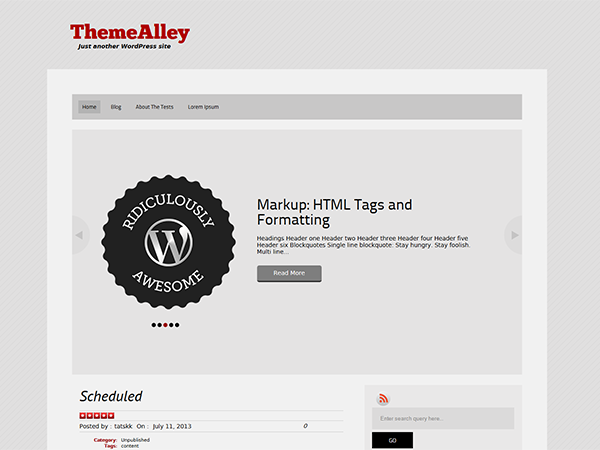 ThemeAlley
Just another WordPress site
Home Blog About The Tests Lorem Ipsum
RIDICULOUSLY
AWESOME
Markup: HTML Tags and
Formatting
Headings Header one Header two Header three Header four Header five
Header six Blockquotes Single line blockquote: Stay hungry. Stay foolish.
Multi line...
Read More
Scheduled
Posted by : tatskk On : July 11, 2013 0
Category: Unpublished
Tags: content
Enter search query here...
GO